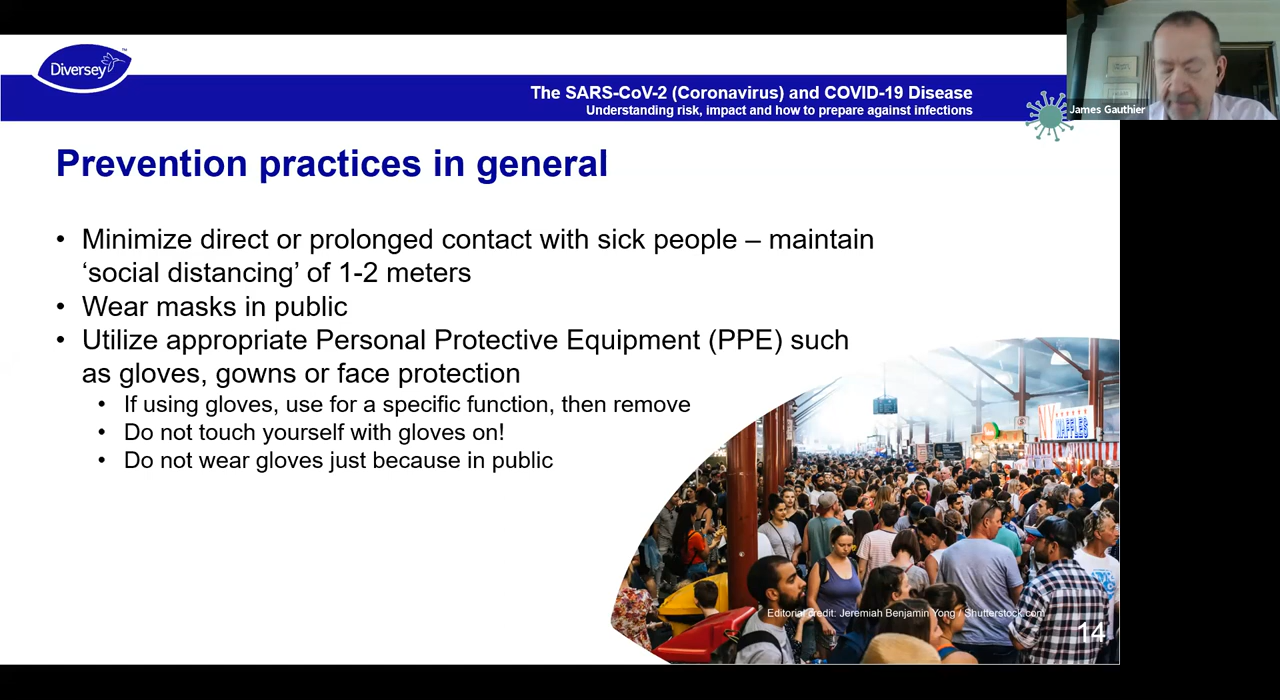 Diversey
The SARS-CoV-2 (Coronavirus) and COVID-19 Disease
Understanding risk, impact and how to prepare against infections
James Gauthier
Prevention practices in general
• Minimize direct or prolonged contact with sick people – maintain
‘social distancing’ of 1-2 meters
• Wear masks in public
• Utilize appropriate Personal Protective Equipment (PPE) such
as gloves, gowns or face protection
• If using gloves, use for a specific function, then remove
• Do not touch yourself with gloves on!
• Do not wear gloves just because in public
NY
WAFFLES
Editorial credit: Jeremiah Benjamin Yong / Shutterstock.com
14